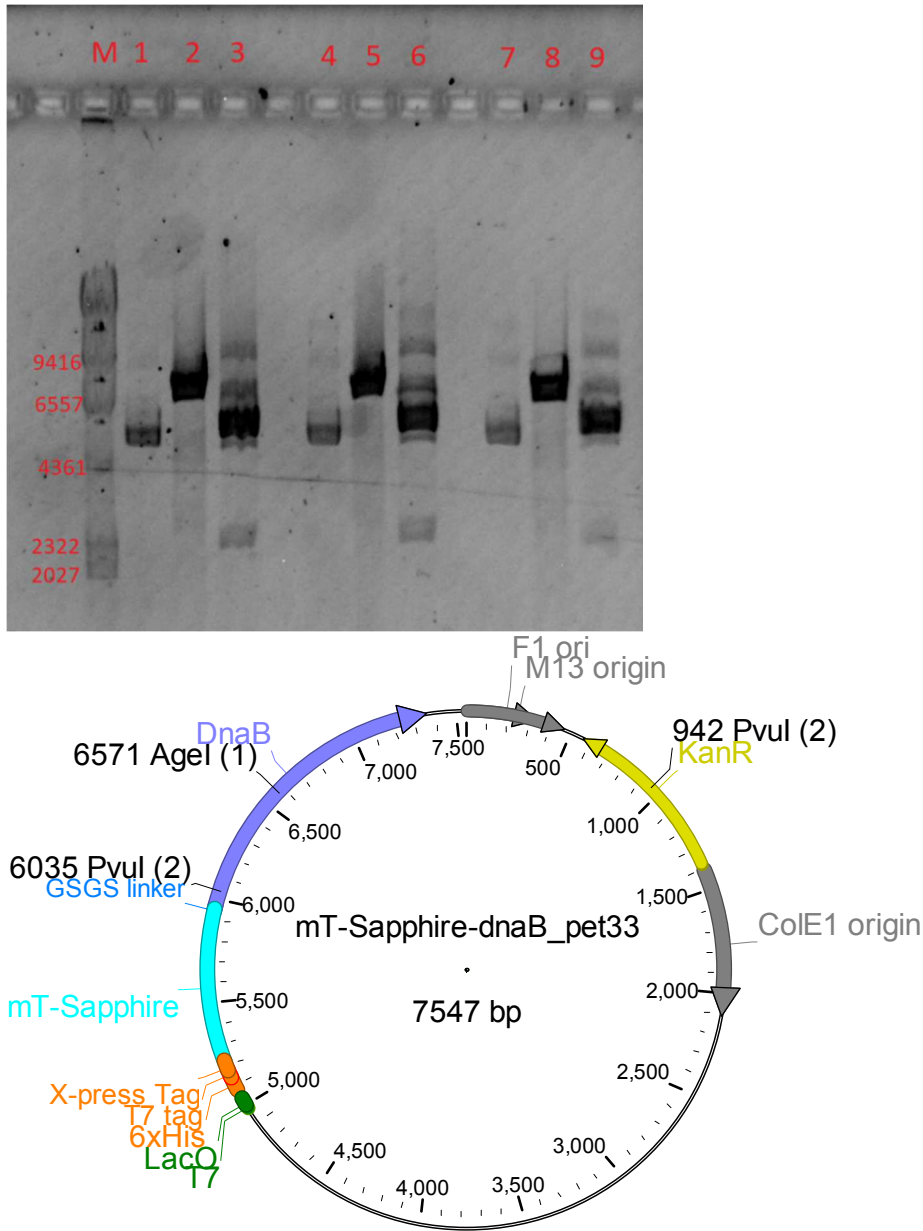 M 1 2 3 4 5 6 7 8 9
9416
6557
4361
2322
2027
F1 ori
M13 origin
942 PvuI (2)
KanR
DnaB
6571 AgeI (1)
6035 PvuI (2)
GSGS linker
mT-Sapphire
X-press Tag
T7 tag
6xHis
LacO
T7
ColE1 origin
7,500
500
1,000
1,500
2,000
2,500
3,000
3,500
4,000
4,500
5,000
5,500
6,000
6,500
7,000
mT-Sapphire-dnaB_pet33
7547 bp